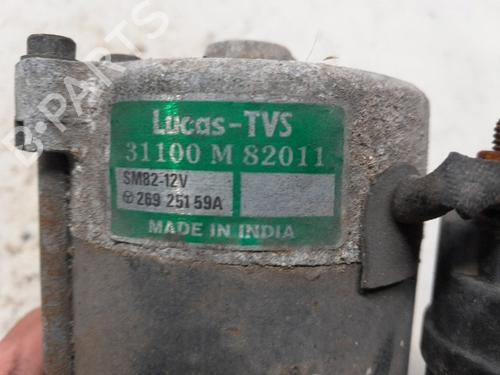 B-PARTS
Lucas-TVS
31100 M 82011
SM82-12V
269 251 59A
MADE IN INDIA